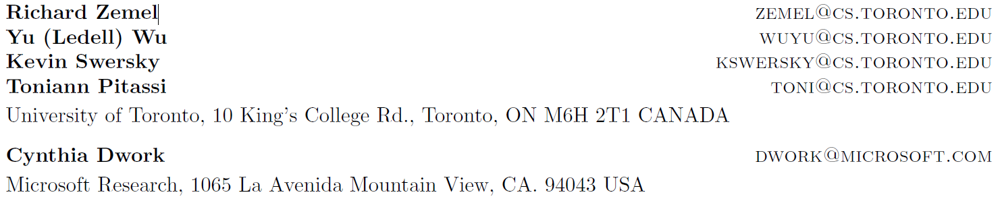 Richard Zemel ZEMEL@CS.TORONTO.EDU
Yu (Ledell) Wu WUYU@CS.TORONTO.EDU
Kevin Swersky KSWERSKY@CS.TORONTO.EDU
Toniann Pitassi TONI@CS.TORONTO.EDU
University of Toronto, 10 King's College Rd., Toronto, ON M6H 2T1 CANADA
Cynthia Dwork DWORK@MICROSOFT.COM
Microsoft Research, 1065 La Avenida Mountain View, CA. 94043 USA